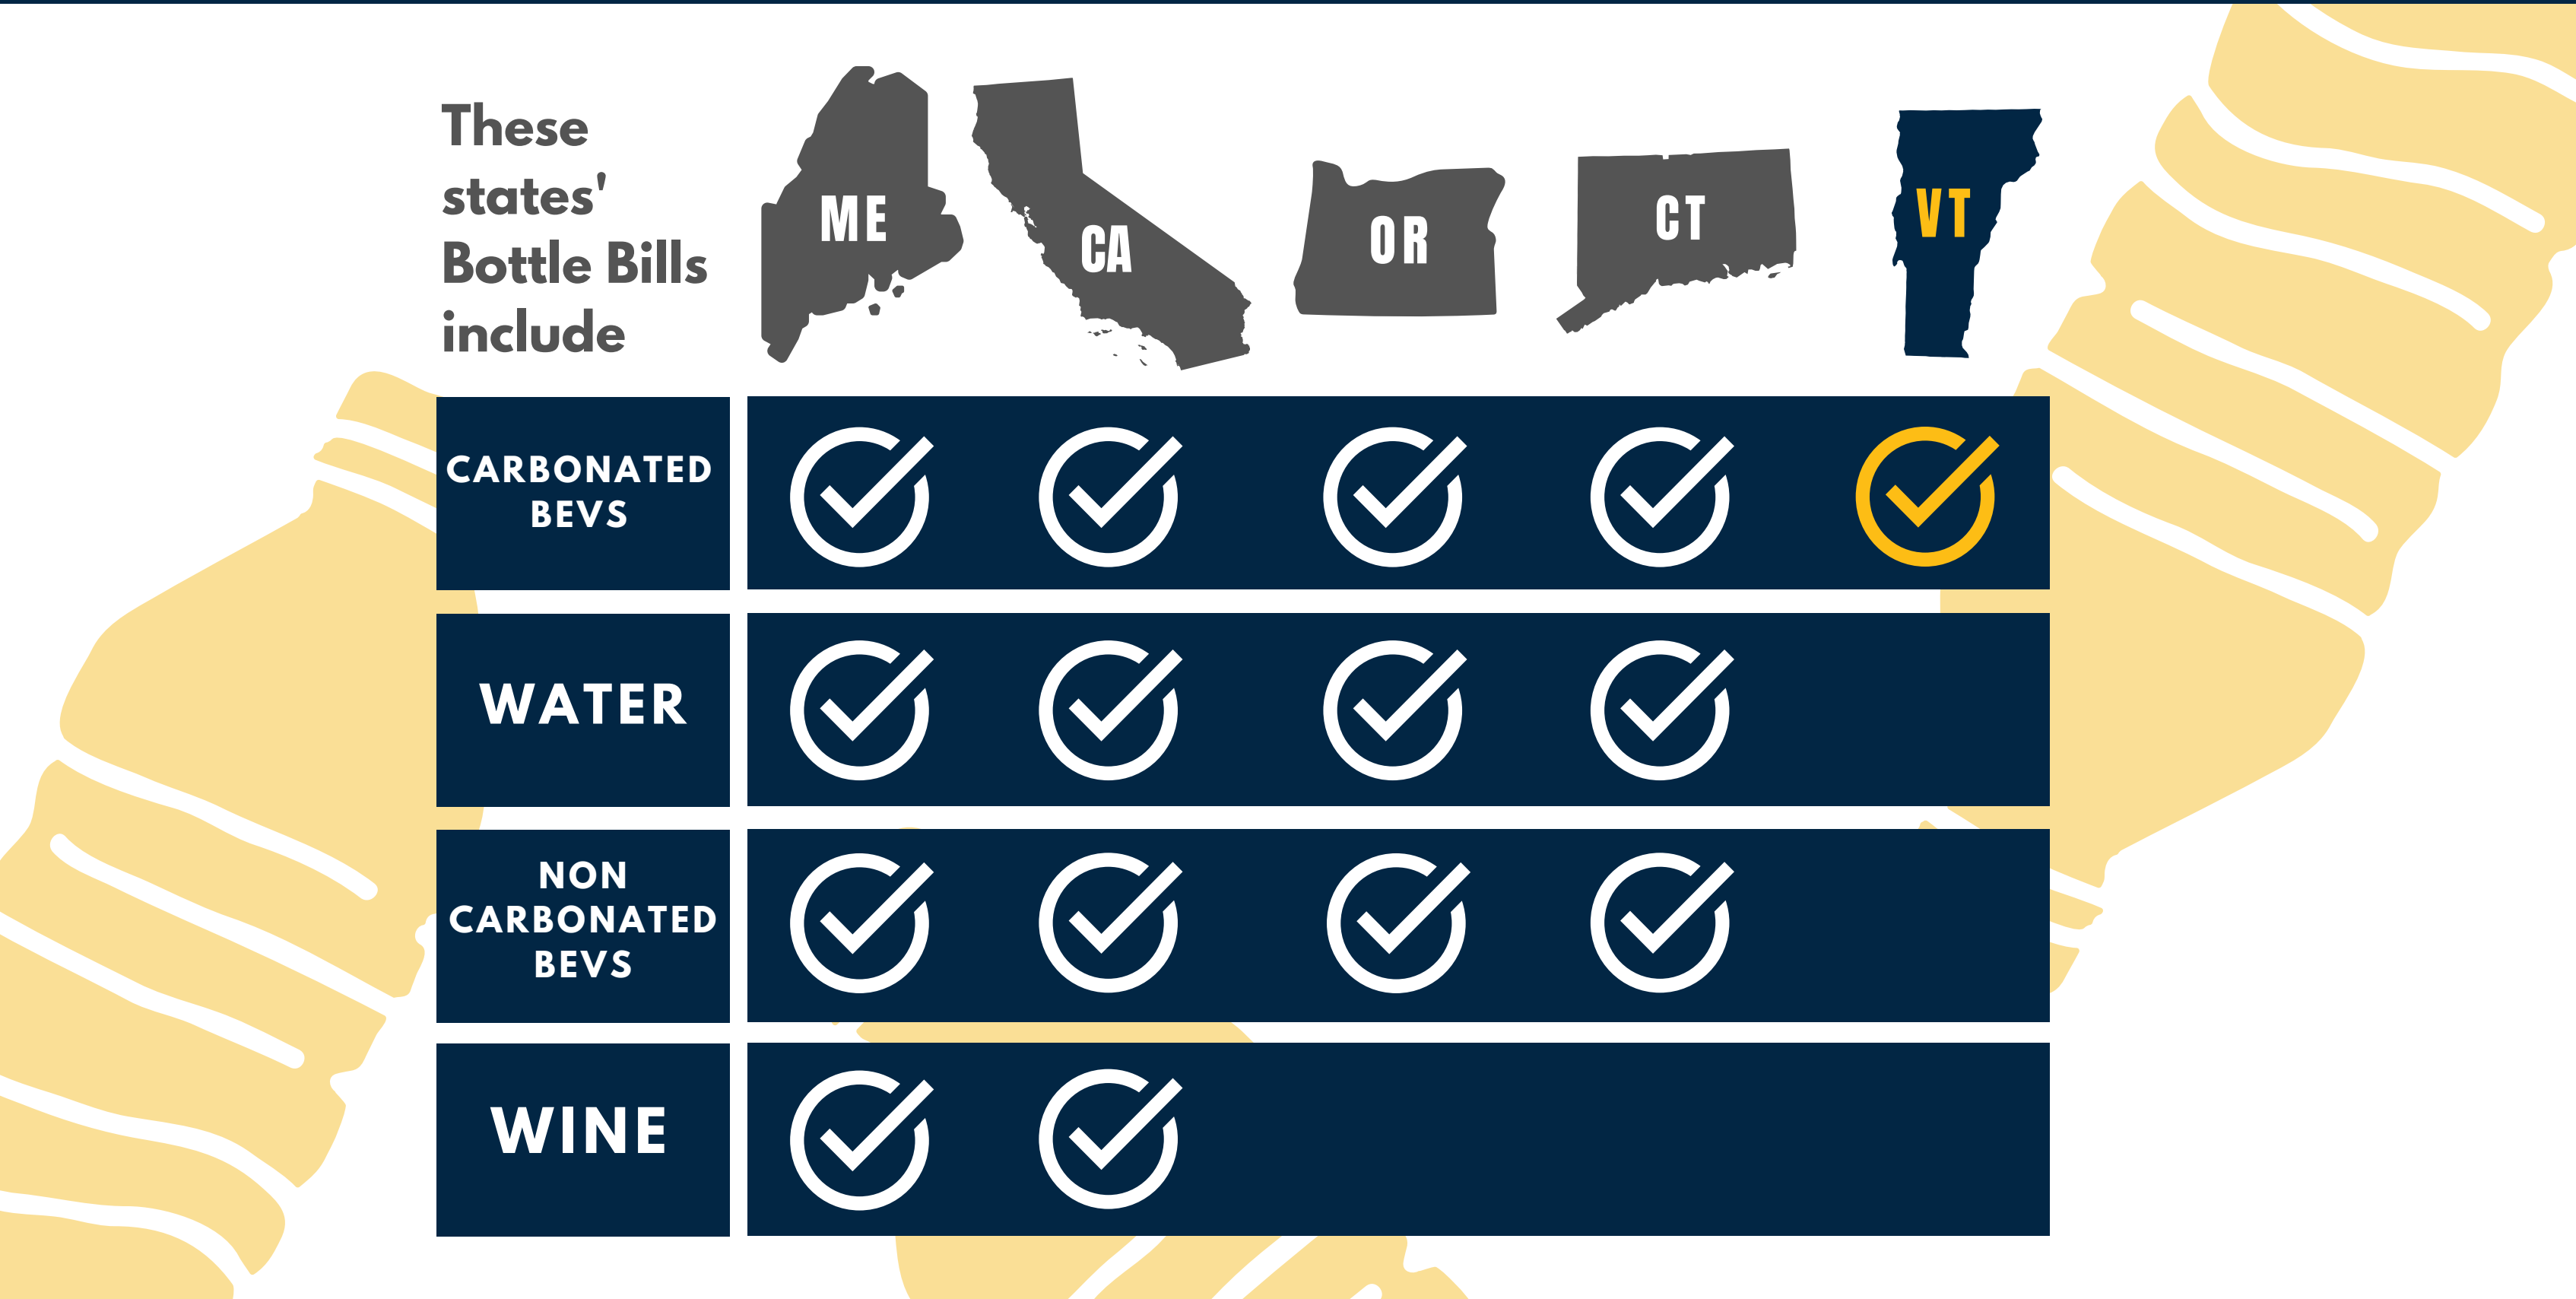 These
states'
Bottle Bills
include
ME
CA
OR
CT
VT
CARBONATED
BEVS
WATER
NON
CARBONATED
BEVS
WINE